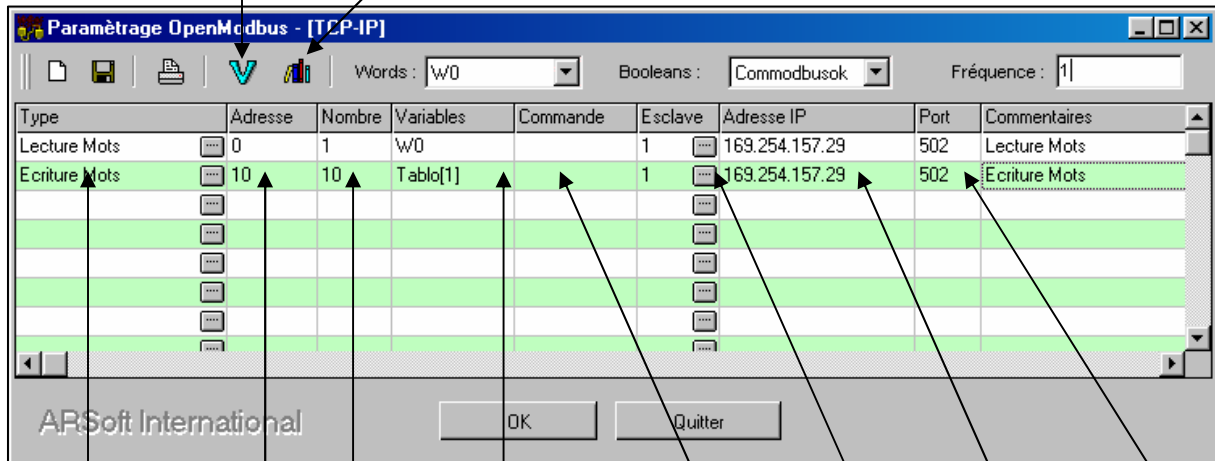 Paramètrage OpenModbus - [TCP-IP]
Words : W0 Booleans : Commodbusok Fréquence : 1
Type Adresse Nombre Variables Commande Esclave Adresse IP Port Commentaires
Lecture Mots 0 1 W0 1 169.254.157.29 502 Lecture Mots
Ecriture Mots 10 10 Tablo[1] 1 169.254.157.29 502 Ecriture Mots
ARSoft International OK Quitter